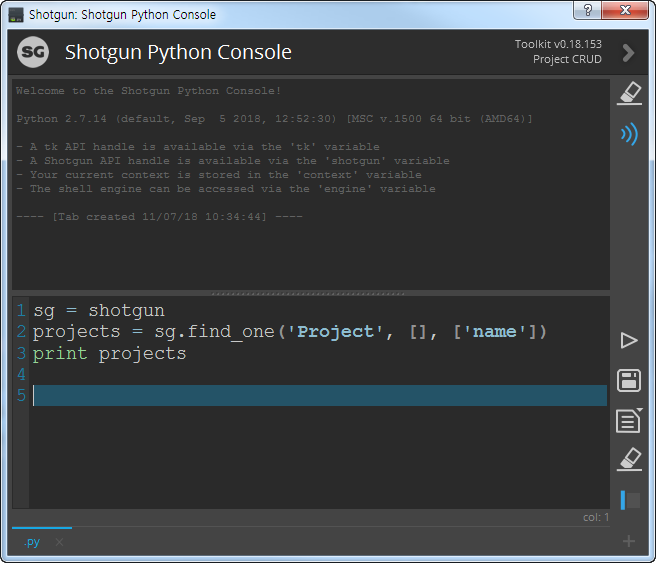 Shotgun: Shotgun Python Console
SG Shotgun Python Console
Toolkit v0.18.153
Project CRUD
Welcome to the Shotgun Python Console!
Python 2.7.14 (default, Sep  5 2018, 12:52:30) [MSC v.1500 64 bit (AMD64)]
- A tk API handle is available via the 'tk' variable
- A Shotgun API handle is available via the 'shotgun' variable
- Your current context is stored in the 'context' variable
- The shell engine can be accessed via the 'engine' variable
---- [Tab created 11/07/18 10:34:44] ----
1 sg = shotgun
2 projects = sg.find_one('Project', [], ['name'])
3 print projects
4
5
col: 1
.py